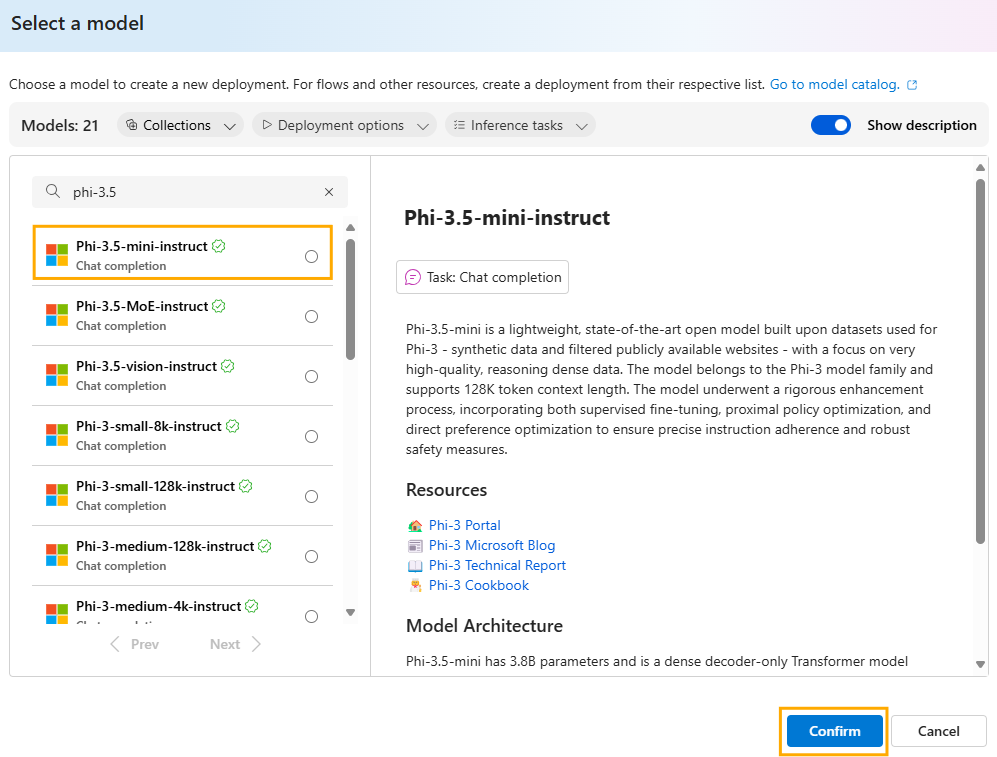 Select a model
Choose a model to create a new deployment. For flows and other resources, create a deployment from their respective list. Go to model catalog.
Models: 21
Collections
Deployment options
Inference tasks
Show description
phi-3.5
Phi-3.5-mini-instruct
Chat completion
Phi-3.5-MoE-instruct
Chat completion
Phi-3.5-vision-instruct
Chat completion
Phi-3-small-8k-instruct
Chat completion
Phi-3-small-128k-instruct
Chat completion
Phi-3-medium-128k-instruct
Chat completion
Phi-3-medium-4k-instruct
Prev
Next
Phi-3.5-mini-instruct
Task: Chat completion
Phi-3.5-mini is a lightweight, state-of-the-art open model built upon datasets used for
Phi-3 - synthetic data and filtered publicly available websites - with a focus on very
high-quality, reasoning dense data. The model belongs to the Phi-3 model family and
supports 128K token context length. The model underwent a rigorous enhancement
process, incorporating both supervised fine-tuning, proximal policy optimization, and
direct preference optimization to ensure precise instruction adherence and robust
safety measures.
Resources
Phi-3 Portal
Phi-3 Microsoft Blog
Phi-3 Technical Report
Phi-3 Cookbook
Model Architecture
Phi-3.5-mini has 3.8B parameters and is a dense decoder-only Transformer model
Confirm
Cancel